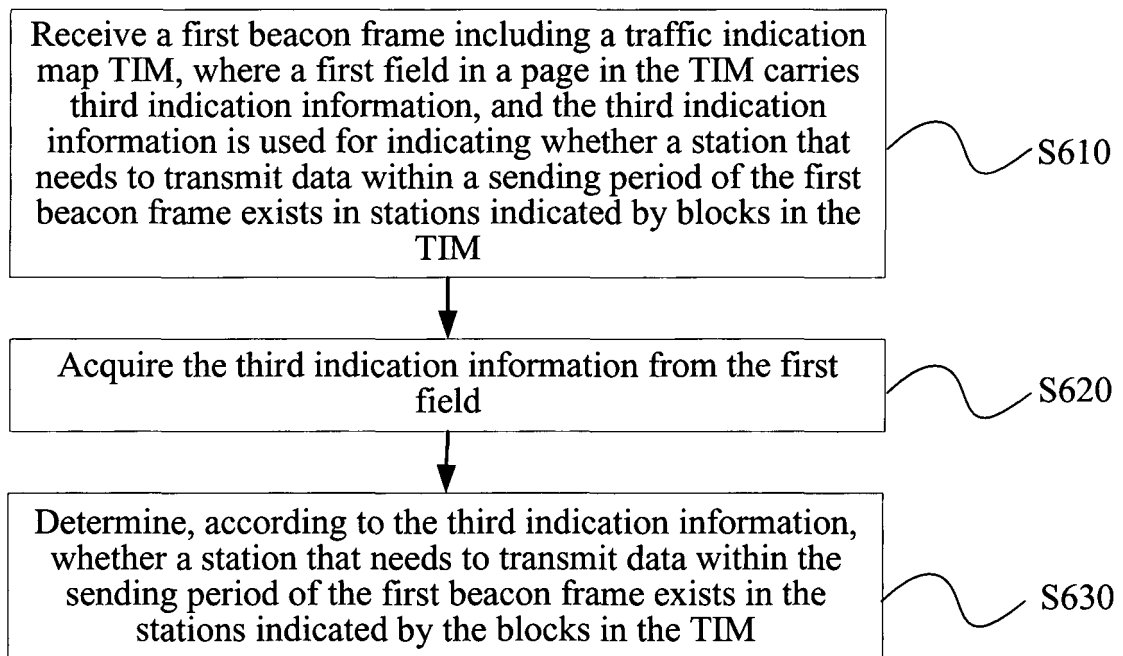 Receive a first beacon frame including a traffic indication
map TIM, where a first field in a page in the TIM carries
third indication information, and the third indication
information is used for indicating whether a station that
needs to transmit data within a sending period of the first
beacon frame exists in stations indicated by blocks in the
TIM
S610
Acquire the third indication information from the first
field
S620
Determine, according to the third indication information,
whether a station that needs to transmit data within the
sending period of the first beacon frame exists in the
stations indicated by the blocks in the TIM
S630